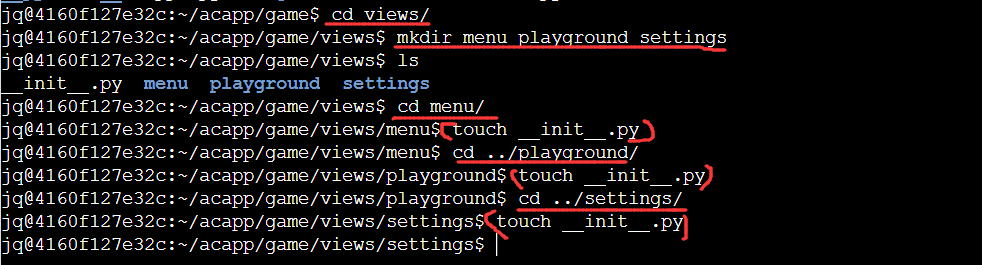 jq@4160f127e32c:~/acapp/game$ cd views/
jq@4160f127e32c:~/acapp/game/views$ mkdir menu playground settings
jq@4160f127e32c:~/acapp/game/views$ ls
__init__.py  menu  playground  settings
jq@4160f127e32c:~/acapp/game/views$ cd menu/
jq@4160f127e32c:~/acapp/game/views/menu$ touch __init__.py
jq@4160f127e32c:~/acapp/game/views/menu$ cd ../playground/
jq@4160f127e32c:~/acapp/game/views/playground$ touch __init__.py
jq@4160f127e32c:~/acapp/game/views/playground$ cd ../settings/
jq@4160f127e32c:~/acapp/game/views/settings$ touch __init__.py
jq@4160f127e32c:~/acapp/game/views/settings$